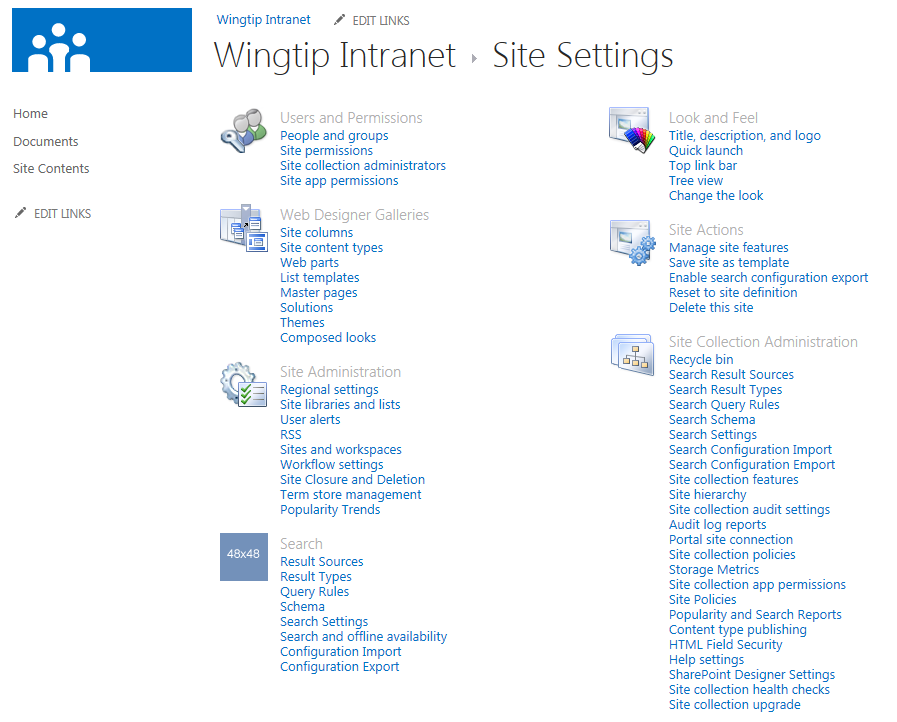 Wingtip Intranet
EDIT LINKS
Wingtip Intranet ▸ Site Settings
Home
Documents
Site Contents
EDIT LINKS
Users and Permissions
People and groups
Site permissions
Site collection administrators
Site app permissions
Web Designer Galleries
Site columns
Site content types
Web parts
List templates
Master pages
Solutions
Themes
Composed looks
Site Administration
Regional settings
Site libraries and lists
User alerts
RSS
Sites and workspaces
Workflow settings
Site Closure and Deletion
Term store management
Popularity Trends
48x48
Search
Result Sources
Result Types
Query Rules
Schema
Search Settings
Search and offline availability
Configuration Import
Configuration Export
Look and Feel
Title, description, and logo
Quick launch
Top link bar
Tree view
Change the look
Site Actions
Manage site features
Save site as template
Enable search configuration export
Reset to site definition
Delete this site
Site Collection Administration
Recycle bin
Search Result Sources
Search Result Types
Search Query Rules
Search Schema
Search Settings
Search Configuration Import
Search Configuration Emport
Site collection features
Site hierarchy
Site collection audit settings
Audit log reports
Portal site connection
Site collection policies
Storage Metrics
Site collection app permissions
Site Policies
Popularity and Search Reports
Content type publishing
HTML Field Security
Help settings
SharePoint Designer Settings
Site collection health checks
Site collection upgrade